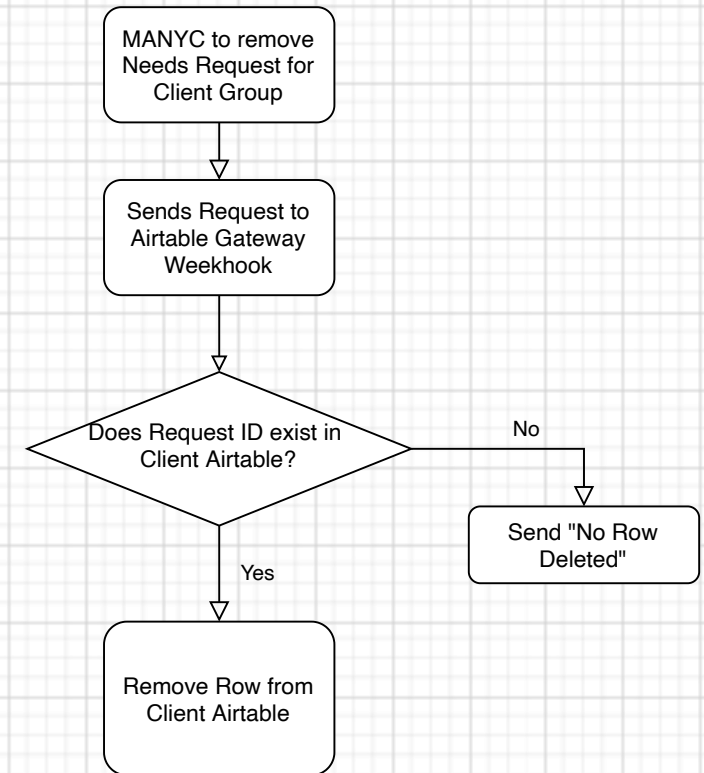 MANYC to remove
Needs Request for
Client Group
Sends Request to
Airtable Gateway
Weekhook
Does Request ID exist in
Client Airtable?
No
Send "No Row
Deleted"
Yes
Remove Row from
Client Airtable